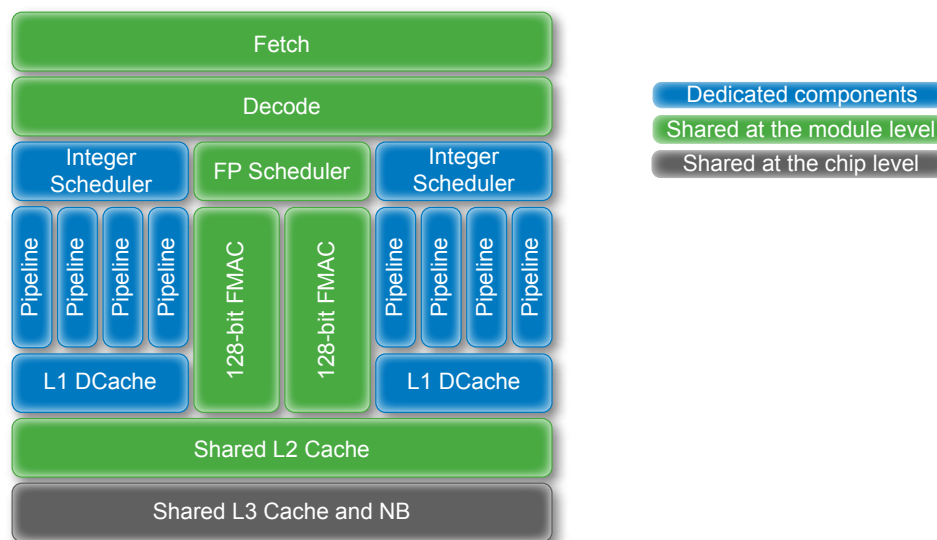 Fetch
Decode
Integer
Scheduler
FP Scheduler
Integer
Scheduler
Pipeline
Pipeline
Pipeline
Pipeline
128-bit FMAC
128-bit FMAC
Pipeline
Pipeline
Pipeline
Pipeline
L1 DCache
L1 DCache
Shared L2 Cache
Shared L3 Cache and NB
Dedicated components
Shared at the module level
Shared at the chip level